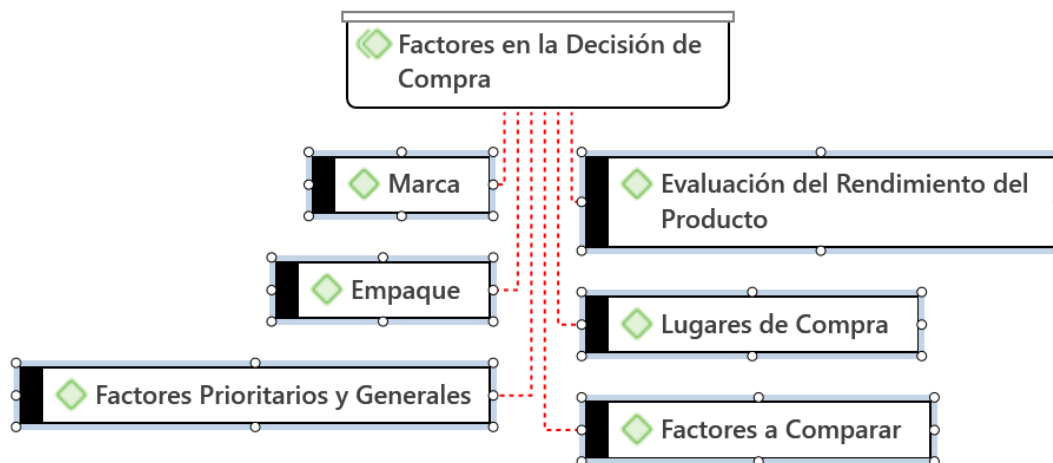 Factores en la Decisión de
Compra
Marca
Evaluación del Rendimiento del
Producto
Empaque
Lugares de Compra
Factores Prioritarios y Generales
Factores a Comparar